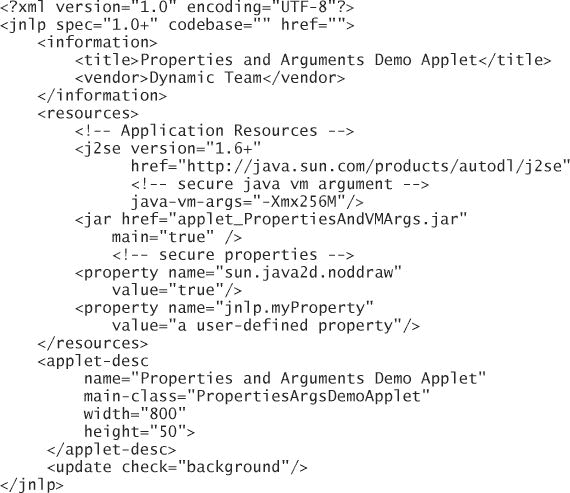 <?xml version="1.0" encoding="UTF-8"?>
<jnlp spec="1.0+" codebase="" href="">
    <information>
        <title>Properties and Arguments Demo Applet</title>
        <vendor>Dynamic Team</vendor>
    </information>
    <resources>
        <!-- Application Resources -->
        <j2se version="1.6+"
              href="http://java.sun.com/products/autodl/j2se"
              <!-- secure java vm argument -->
              java-vm-args="-Xmx256M"/>
        <jar href="applet_PropertiesAndVMArgs.jar"
            main="true" />
            <!-- secure properties -->
        <property name="sun.java2d.noddraw"
            value="true"/>
        <property name="jnlp.myProperty"
            value="a user-defined property"/>
    </resources>
    <applet-desc
         name="Properties and Arguments Demo Applet"
         main-class="PropertiesArgsDemoApplet"
         width="800"
         height="50">
     </applet-desc>
     <update check="background"/>
</jnlp>